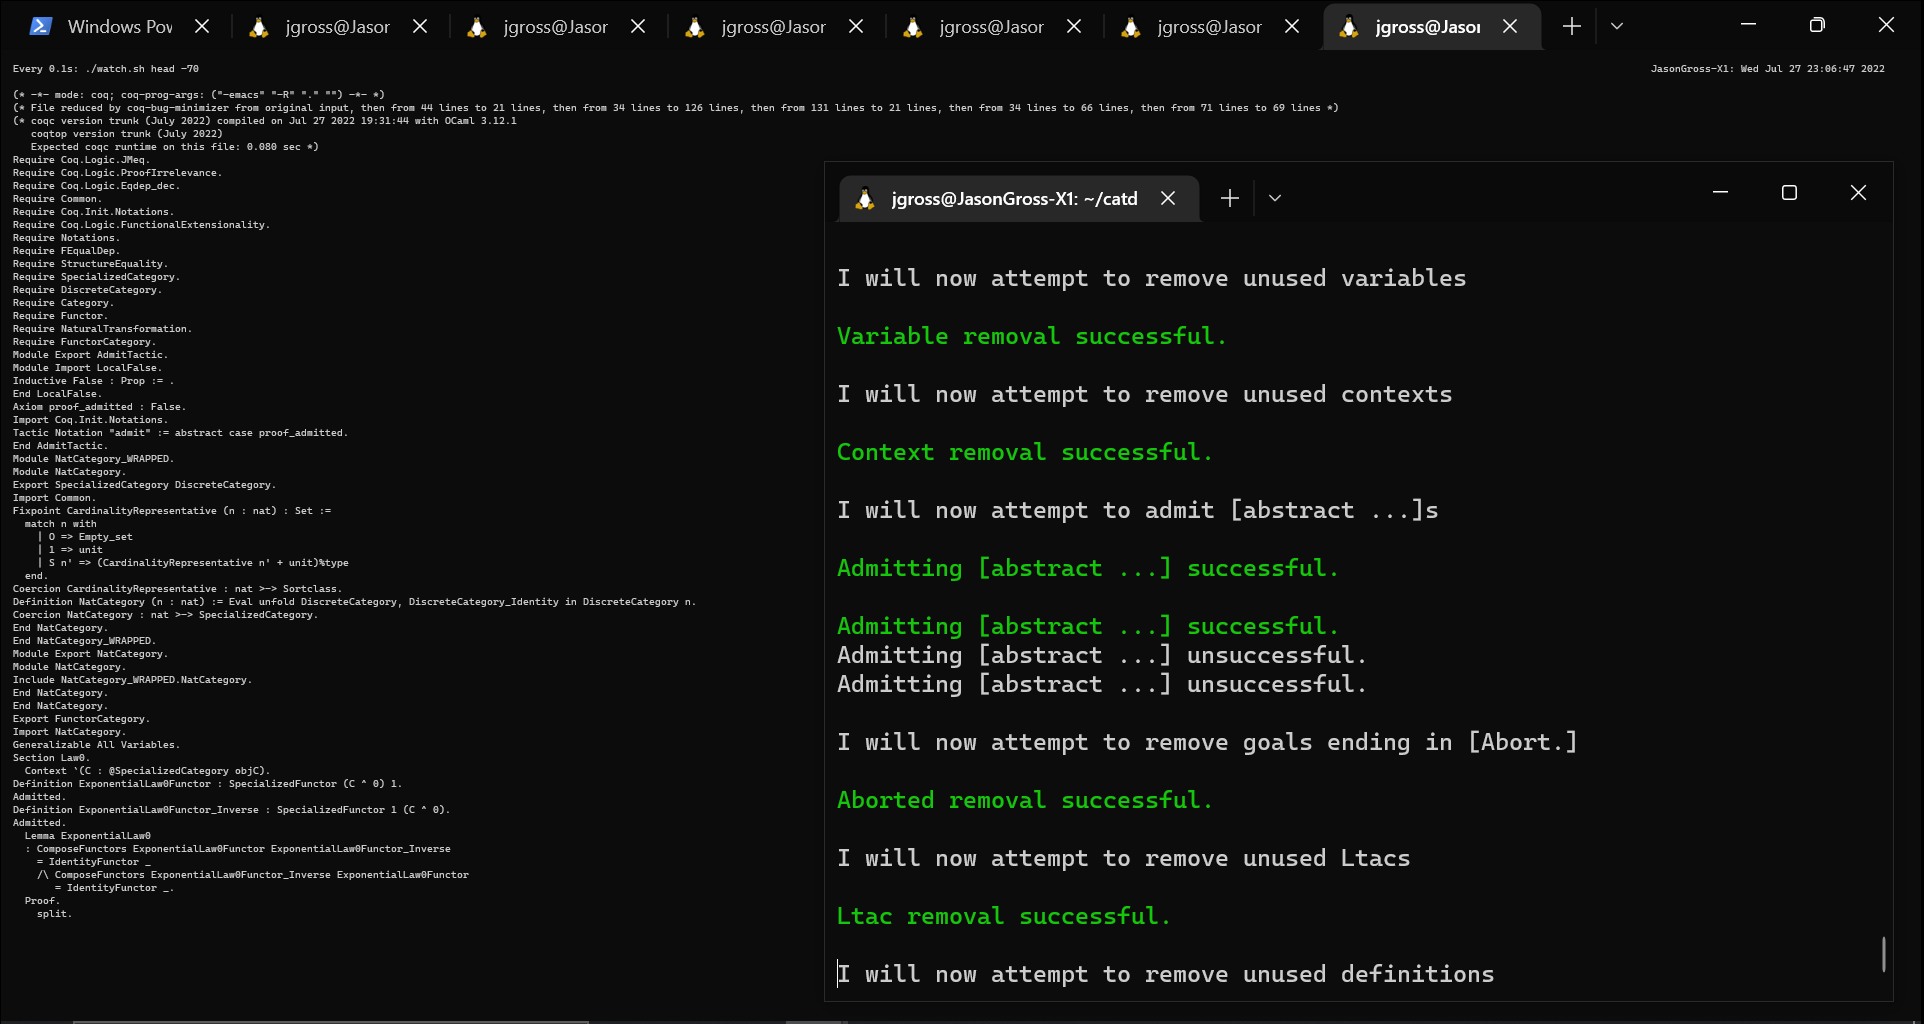 Windows Pov
jgross@Jasor
jgross@Jasor
jgross@Jasor
jgross@Jasor
jgross@Jasor
jgross@Jasor
Every 0.1s: ./watch.sh head -70
JasonGross-X1: Wed Jul 27 23:06:47 2022
(* -*- mode: coq; coq-prog-args: ("-emacs" "-R" "." "") -*- *)
(* File reduced by coq-bug-minimizer from original input, then from 44 lines to 21 lines, then from 34 lines to 126 lines, then from 131 lines to 21 lines, then from 34 lines to 66 lines, then from 71 lines to 69 lines *)
(* coqc version trunk (July 2022) compiled on Jul 27 2022 19:31:44 with OCaml 3.12.1
   coqtop version trunk (July 2022)
   Expected coqc runtime on this file: 0.080 sec *)
Require Coq.Logic.JMeq.
Require Coq.Logic.ProofIrrelevance.
Require Coq.Logic.Eqdep_dec.
Require Common.
Require Coq.Init.Notations.
Require Coq.Logic.FunctionalExtensionality.
Require Notations.
Require FEqualDep.
Require StructureEquality.
Require SpecializedCategory.
Require DiscreteCategory.
Require Category.
Require Functor.
Require NaturalTransformation.
Require FunctorCategory.
Module Export AdmitTactic.
Module Import LocalFalse.
Inductive False : Prop := .
End LocalFalse.
Axiom proof_admitted : False.
Import Coq.Init.Notations.
Tactic Notation "admit" := abstract case proof_admitted.
End AdmitTactic.
Module NatCategory_WRAPPED.
Module NatCategory.
Export SpecializedCategory DiscreteCategory.
Import Common.
Fixpoint CardinalityRepresentative (n : nat) : Set :=
  match n with
    | O => Empty_set
    | 1 => unit
    | S n' => (CardinalityRepresentative n' + unit)%type
  end.
Coercion CardinalityRepresentative : nat >-> Sortclass.
Definition NatCategory (n : nat) := Eval unfold DiscreteCategory, DiscreteCategory_Identity in DiscreteCategory n.
Coercion NatCategory : nat >-> SpecializedCategory.
End NatCategory.
End NatCategory_WRAPPED.
Module Export NatCategory.
Module NatCategory.
Include NatCategory_WRAPPED.NatCategory.
End NatCategory.
End NatCategory.
Export FunctorCategory.
Import NatCategory.
Generalizable All Variables.
Section Law0.
  Context `(C : @SpecializedCategory objC).
Definition ExponentialLaw0Functor : SpecializedFunctor (C ^ 0) 1.
Admitted.
Definition ExponentialLaw0Functor_Inverse : SpecializedFunctor 1 (C ^ 0).
Admitted.
  Lemma ExponentialLaw0
  : ComposeFunctors ExponentialLaw0Functor ExponentialLaw0Functor_Inverse
    = IdentityFunctor _
    /\ ComposeFunctors ExponentialLaw0Functor_Inverse ExponentialLaw0Functor
       = IdentityFunctor _.
  Proof.
    split.
jgross@JasonGross-X1: ~/catd
I will now attempt to remove unused variables
Variable removal successful.
I will now attempt to remove unused contexts
Context removal successful.
I will now attempt to admit [abstract ...]s
Admitting [abstract ...] successful.
Admitting [abstract ...] successful.
Admitting [abstract ...] unsuccessful.
Admitting [abstract ...] unsuccessful.
I will now attempt to remove goals ending in [Abort.]
Aborted removal successful.
I will now attempt to remove unused Ltacs
Ltac removal successful.
I will now attempt to remove unused definitions